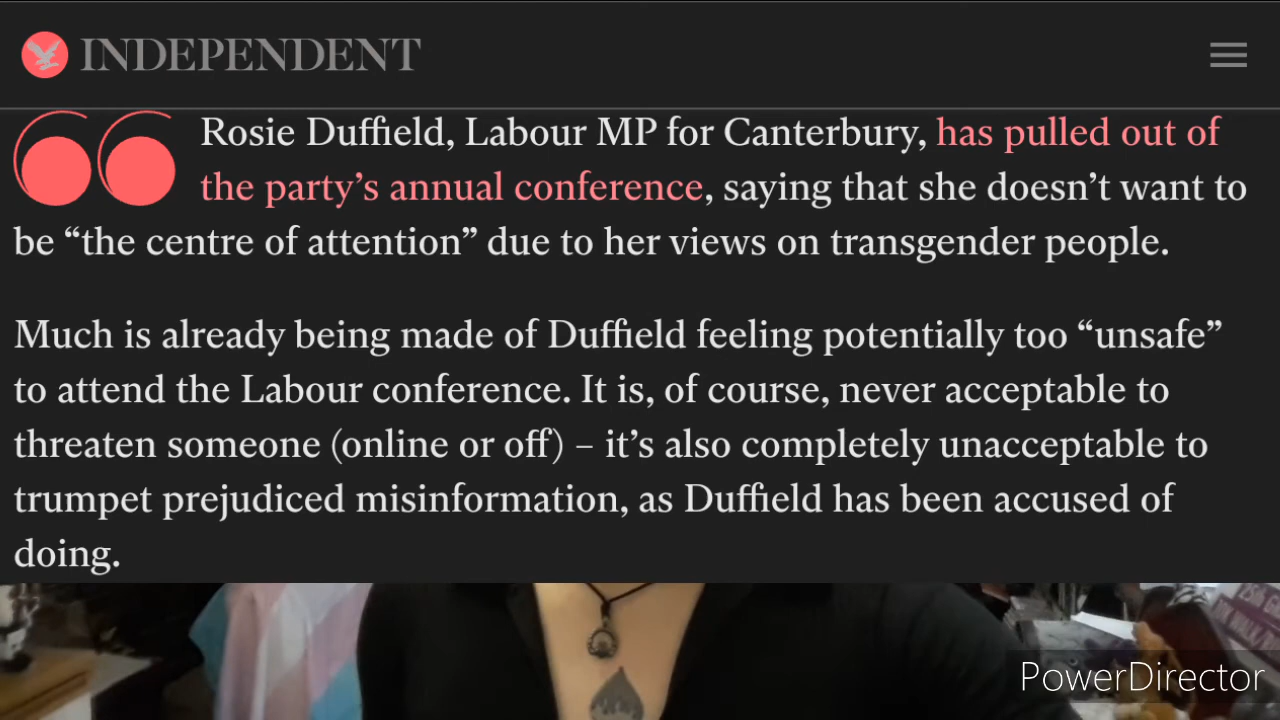 INDEPENDENT
Rosie Duffield, Labour MP for Canterbury, has pulled out of
the party’s annual conference, saying that she doesn’t want to
be “the centre of attention” due to her views on transgender people.
Much is already being made of Duffield feeling potentially too “unsafe”
to attend the Labour conference. It is, of course, never acceptable to
threaten someone (online or off) – it’s also completely unacceptable to
trumpet prejudiced misinformation, as Duffield has been accused of
doing.
PowerDirector